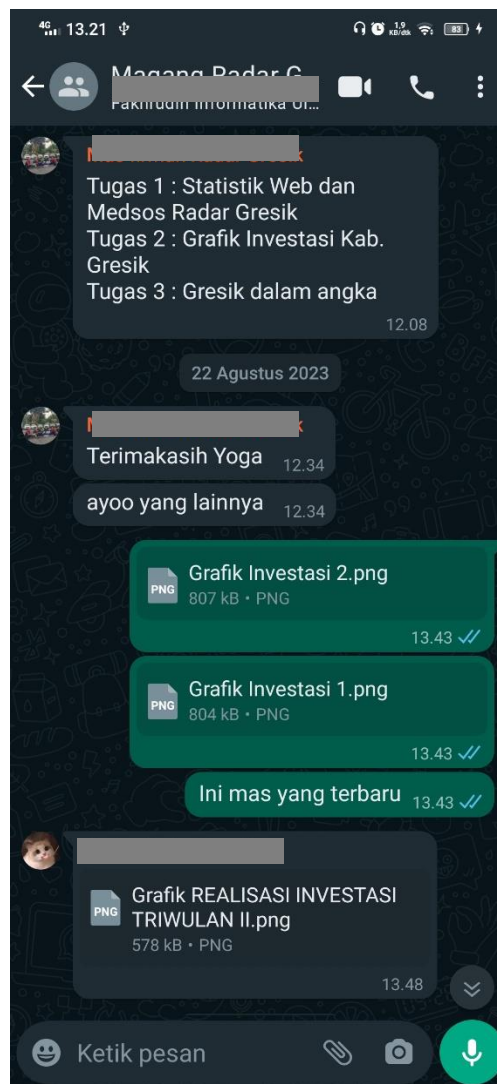 4G 13.21 1,9 KB/dtk 83
Magang Radar G
Fakhrudin Informatika U...
Tugas 1 : Statistik Web dan
Medsos Radar Gresik
Tugas 2 : Grafik Investasi Kab.
Gresik
Tugas 3 : Gresik dalam angka
12.08
22 Agustus 2023
Terimakasih Yoga 12.34
ayoo yang lainnya 12.34
PNG Grafik Investasi 2.png
807 kB • PNG
13.43
PNG Grafik Investasi 1.png
804 kB • PNG
13.43
Ini mas yang terbaru 13.43
PNG Grafik REALISASI INVESTASI
TRIWULAN II.png
578 kB • PNG
13.48
Ketik pesan